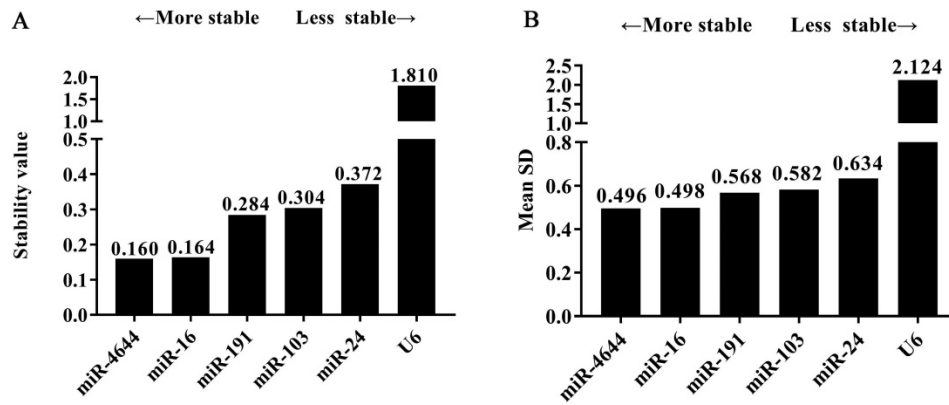 A
←More stable Less stable→
Stability value
2.0
1.5
1.0
0.5
0.4
0.3
0.2
0.1
0.0
0.160
0.164
0.284
0.304
0.372
1.810
miR-4644
miR-16
miR-191
miR-103
miR-24
U6
B
←More stable Less stable→
Mean SD
2.5
2.0
1.5
1.0
0.8
0.6
0.4
0.2
0.0
0.496
0.498
0.568
0.582
0.634
2.124
miR-4644
miR-16
miR-191
miR-103
miR-24
U6